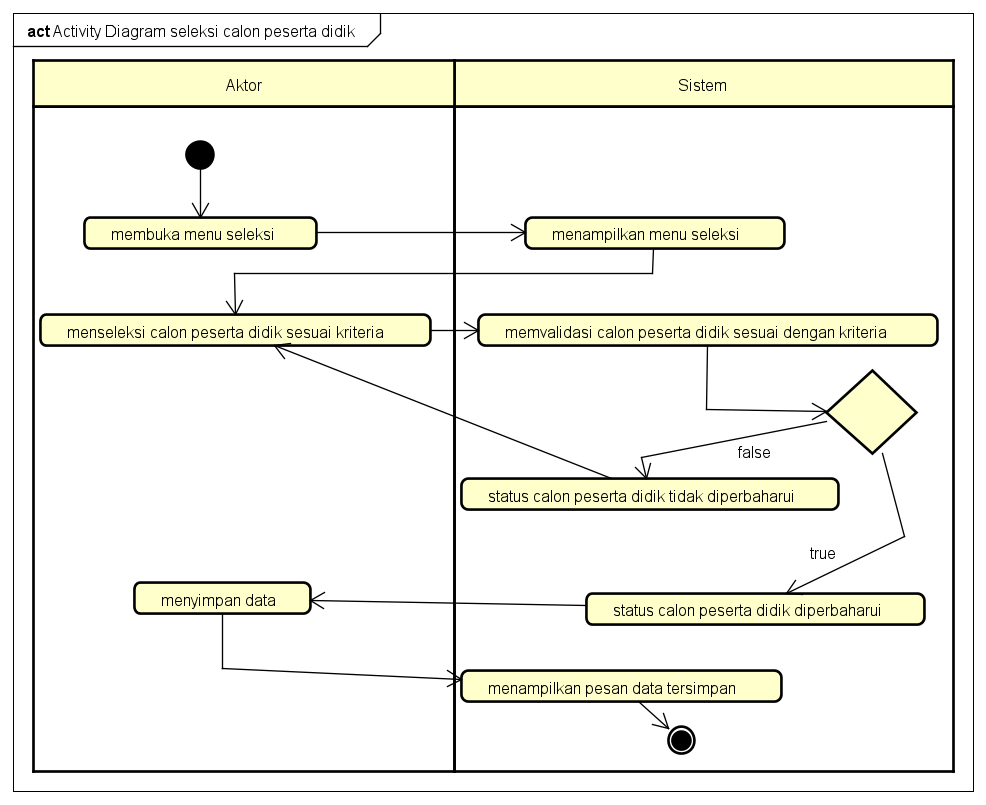 act Activity Diagram seleksi calon peserta didik
Aktor
Sistem
membuka menu seleksi
menampilkan menu seleksi
menseleksi calon peserta didik sesuai kriteria
memvalidasi calon peserta didik sesuai dengan kriteria
false
status calon peserta didik tidak diperbaharui
true
menyimpan data
status calon peserta didik diperbaharui
menampilkan pesan data tersimpan